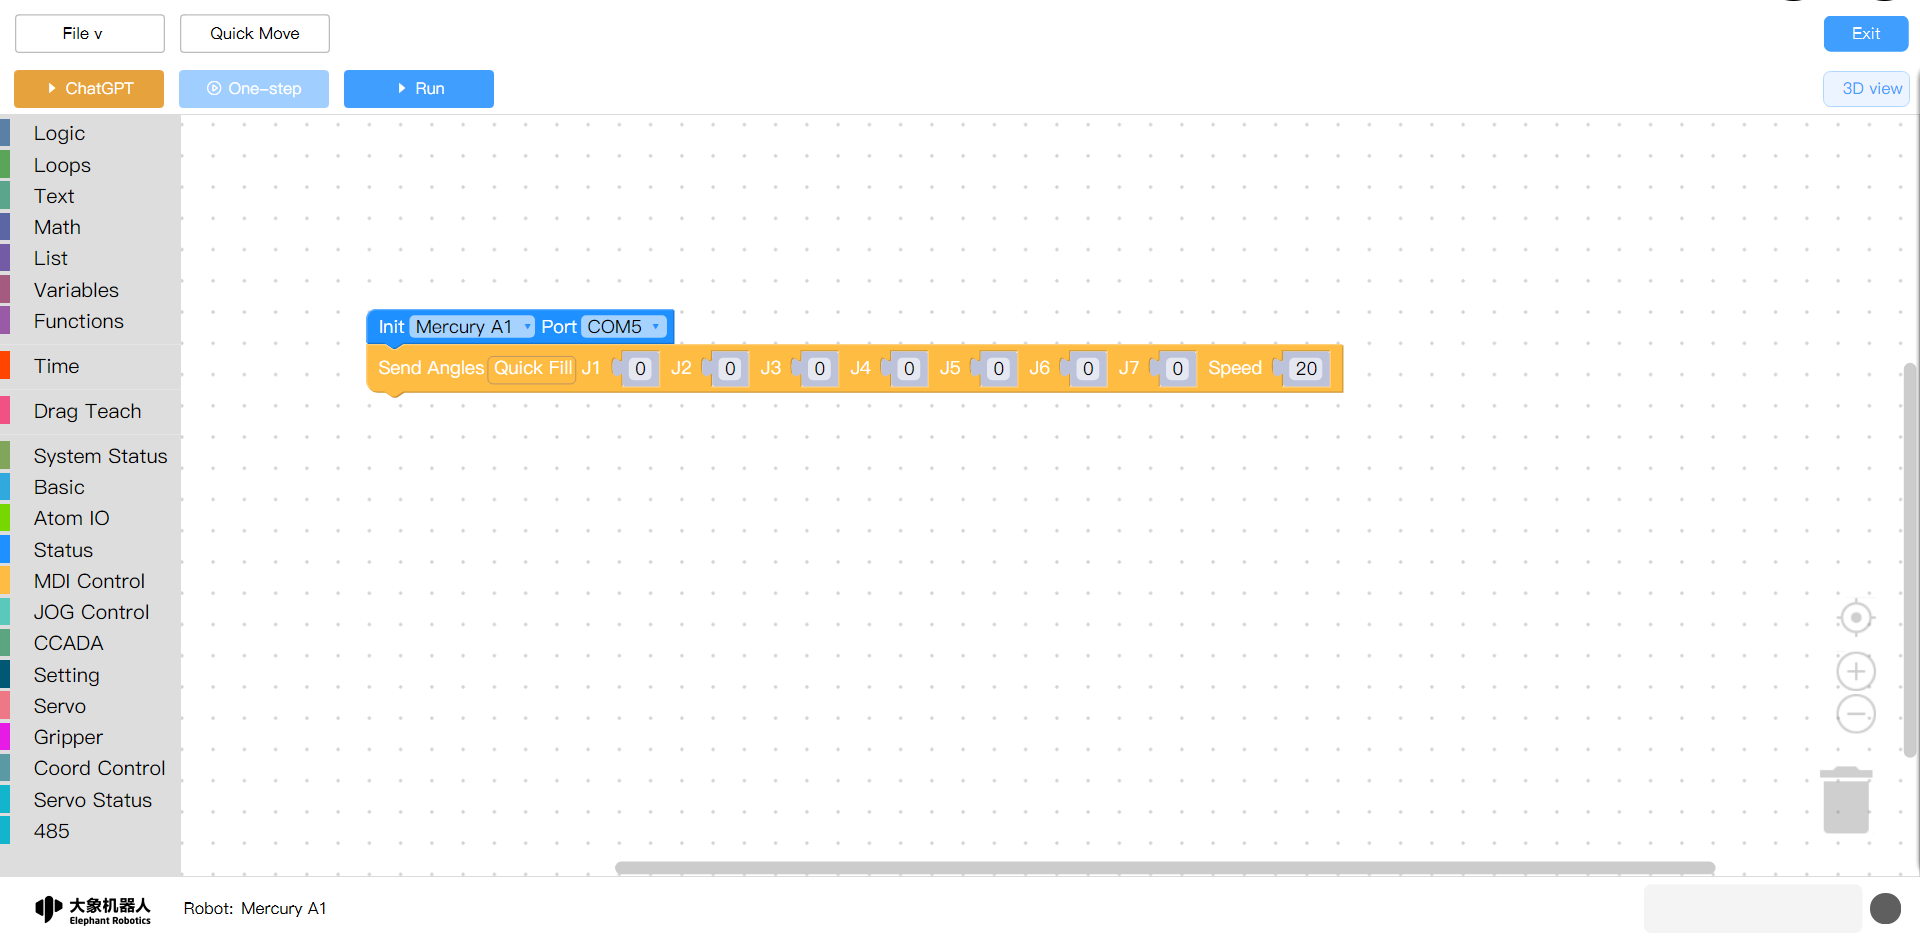 File v
Quick Move
Exit
ChatGPT
One-step
Run
3D view
Logic
Loops
Text
Math
List
Variables
Functions
Time
Drag Teach
System Status
Basic
Atom IO
Status
MDI Control
JOG Control
CCADA
Setting
Servo
Gripper
Coord Control
Servo Status
485
Init Mercury A1 Port COM5
Send Angles Quick Fill J1 0 J2 0 J3 0 J4 0 J5 0 J6 0 J7 0 Speed 20
大象机器人
Elephant Robotics
Robot: Mercury A1